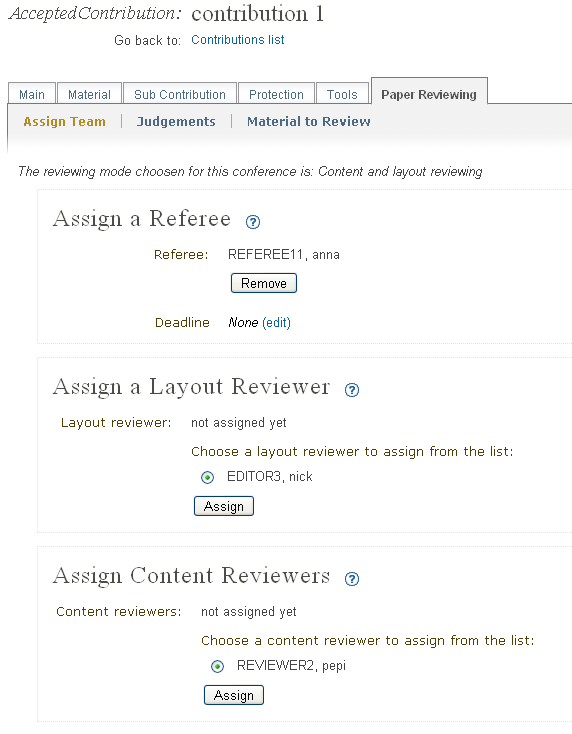 AcceptedContribution: contribution 1
Go back to: Contributions list
Main Material Sub Contribution Protection Tools Paper Reviewing
Assign Team Judgements Material to Review
The reviewing mode choosen for this conference is: Content and layout reviewing
Assign a Referee ?
Referee: REFEREE11, anna
Remove
Deadline None (edit)
Assign a Layout Reviewer ?
Layout reviewer: not assigned yet
Choose a layout reviewer to assign from the list:
EDITOR3, nick
Assign
Assign Content Reviewers ?
Content reviewers: not assigned yet
Choose a content reviewer to assign from the list:
REVIEWER2, pepi
Assign